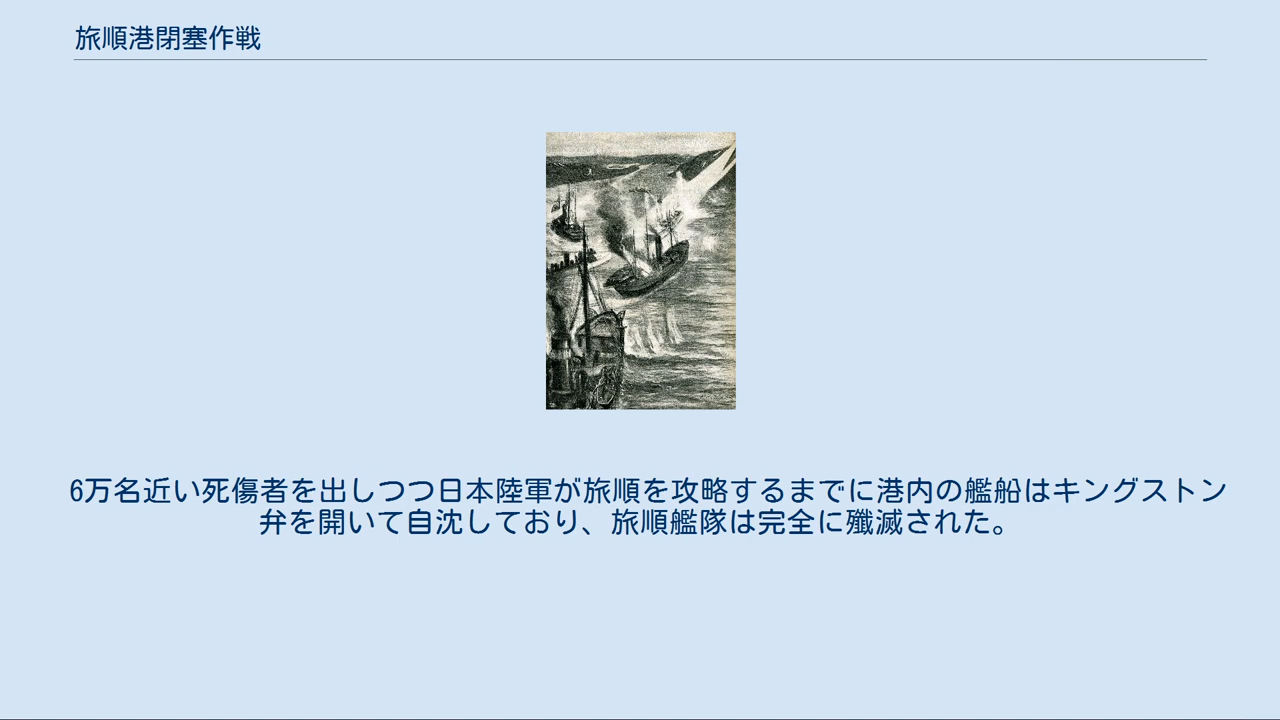 旅順港閉塞作戦
6万名近い死傷者を出しつつ日本陸軍が旅順を攻略するまでに港内の艦船はキングストン
弁を開いて自沈しており、旅順艦隊は完全に殲滅された。